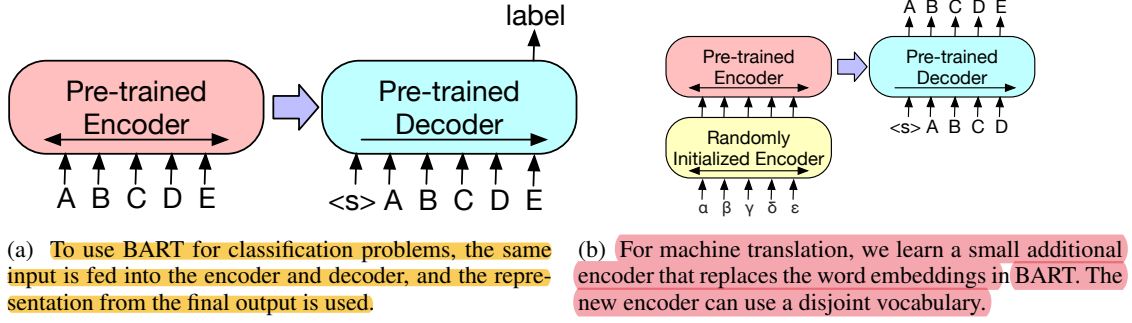 label
Pre-trained
Encoder
Pre-trained
Decoder
A B C D E
<s> A B C D E
(a) To use BART for classification problems, the same
input is fed into the encoder and decoder, and the repre-
sentation from the final output is used.
A B C D E
Pre-trained
Encoder
Pre-trained
Decoder
<s> A B C D
Randomly
Initialized Encoder
α β γ δ ε
(b) For machine translation, we learn a small additional
encoder that replaces the word embeddings in BART. The
new encoder can use a disjoint vocabulary.